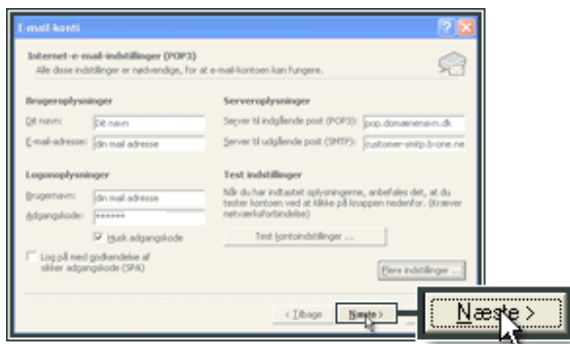 E-mail-konti
Internet-e-mail-indstillinger (POP3)
Alle disse indstillinger er nødvendige, for at e-mail-kontoen kan fungere.
Brugeroplysninger
Dit navn: Dit navn
E-mail-adresse: din mail adresse
Serveroplysninger
Server til indgående post (POP3): pop.domænenavn.dk
Server til udgående post (SMTP): customer-smtp.b-one.ne
Logonoplysninger
Brugernavn: din mail adresse
Adgangskode: ******
Husk adgangskode
Log på med godkendelse af
sikker adgangskode (SPA)
Test indstillinger
Når du har indtastet oplysningerne, anbefales det, at du
tester kontoen ved at klikke på knappen nedenfor. (Kræver
netværksforbindelse)
Test kontoindstillinger ...
Flere indstillinger ...
< Tilbage
Næste >
Næste >